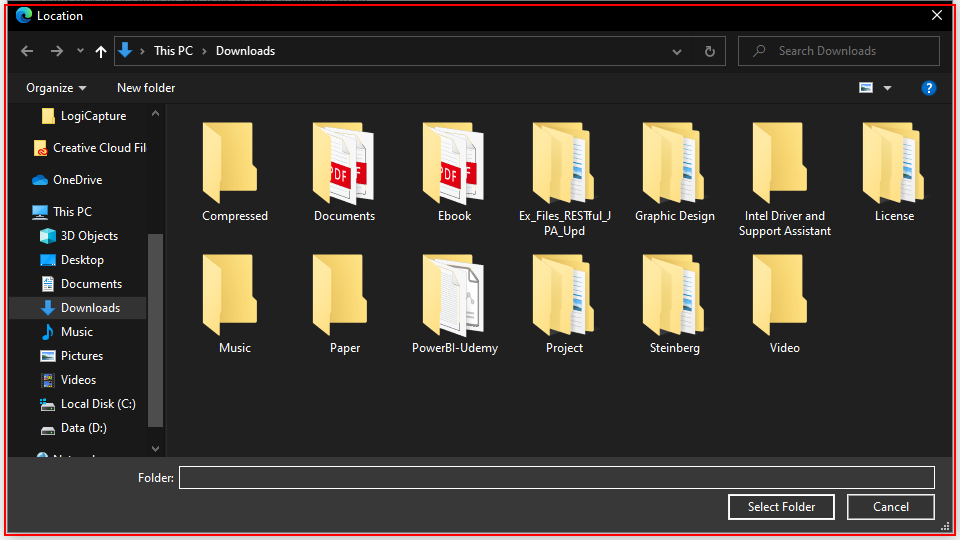 Location
This PC
Downloads
Search Downloads
Organize
New folder
LogiCapture
Creative Cloud Fil
OneDrive
This PC
3D Objects
Desktop
Documents
Downloads
Music
Pictures
Videos
Local Disk (C:)
Data (D:)
Compressed
Documents
PDF
Ebook
PDF
Ex_Files_RESTful_J
PA_Upd
Graphic Design
Intel Driver and
Support Assistant
License
Music
Paper
PowerBI-Udemy
Project
Steinberg
Video
Folder:
Select Folder
Cancel